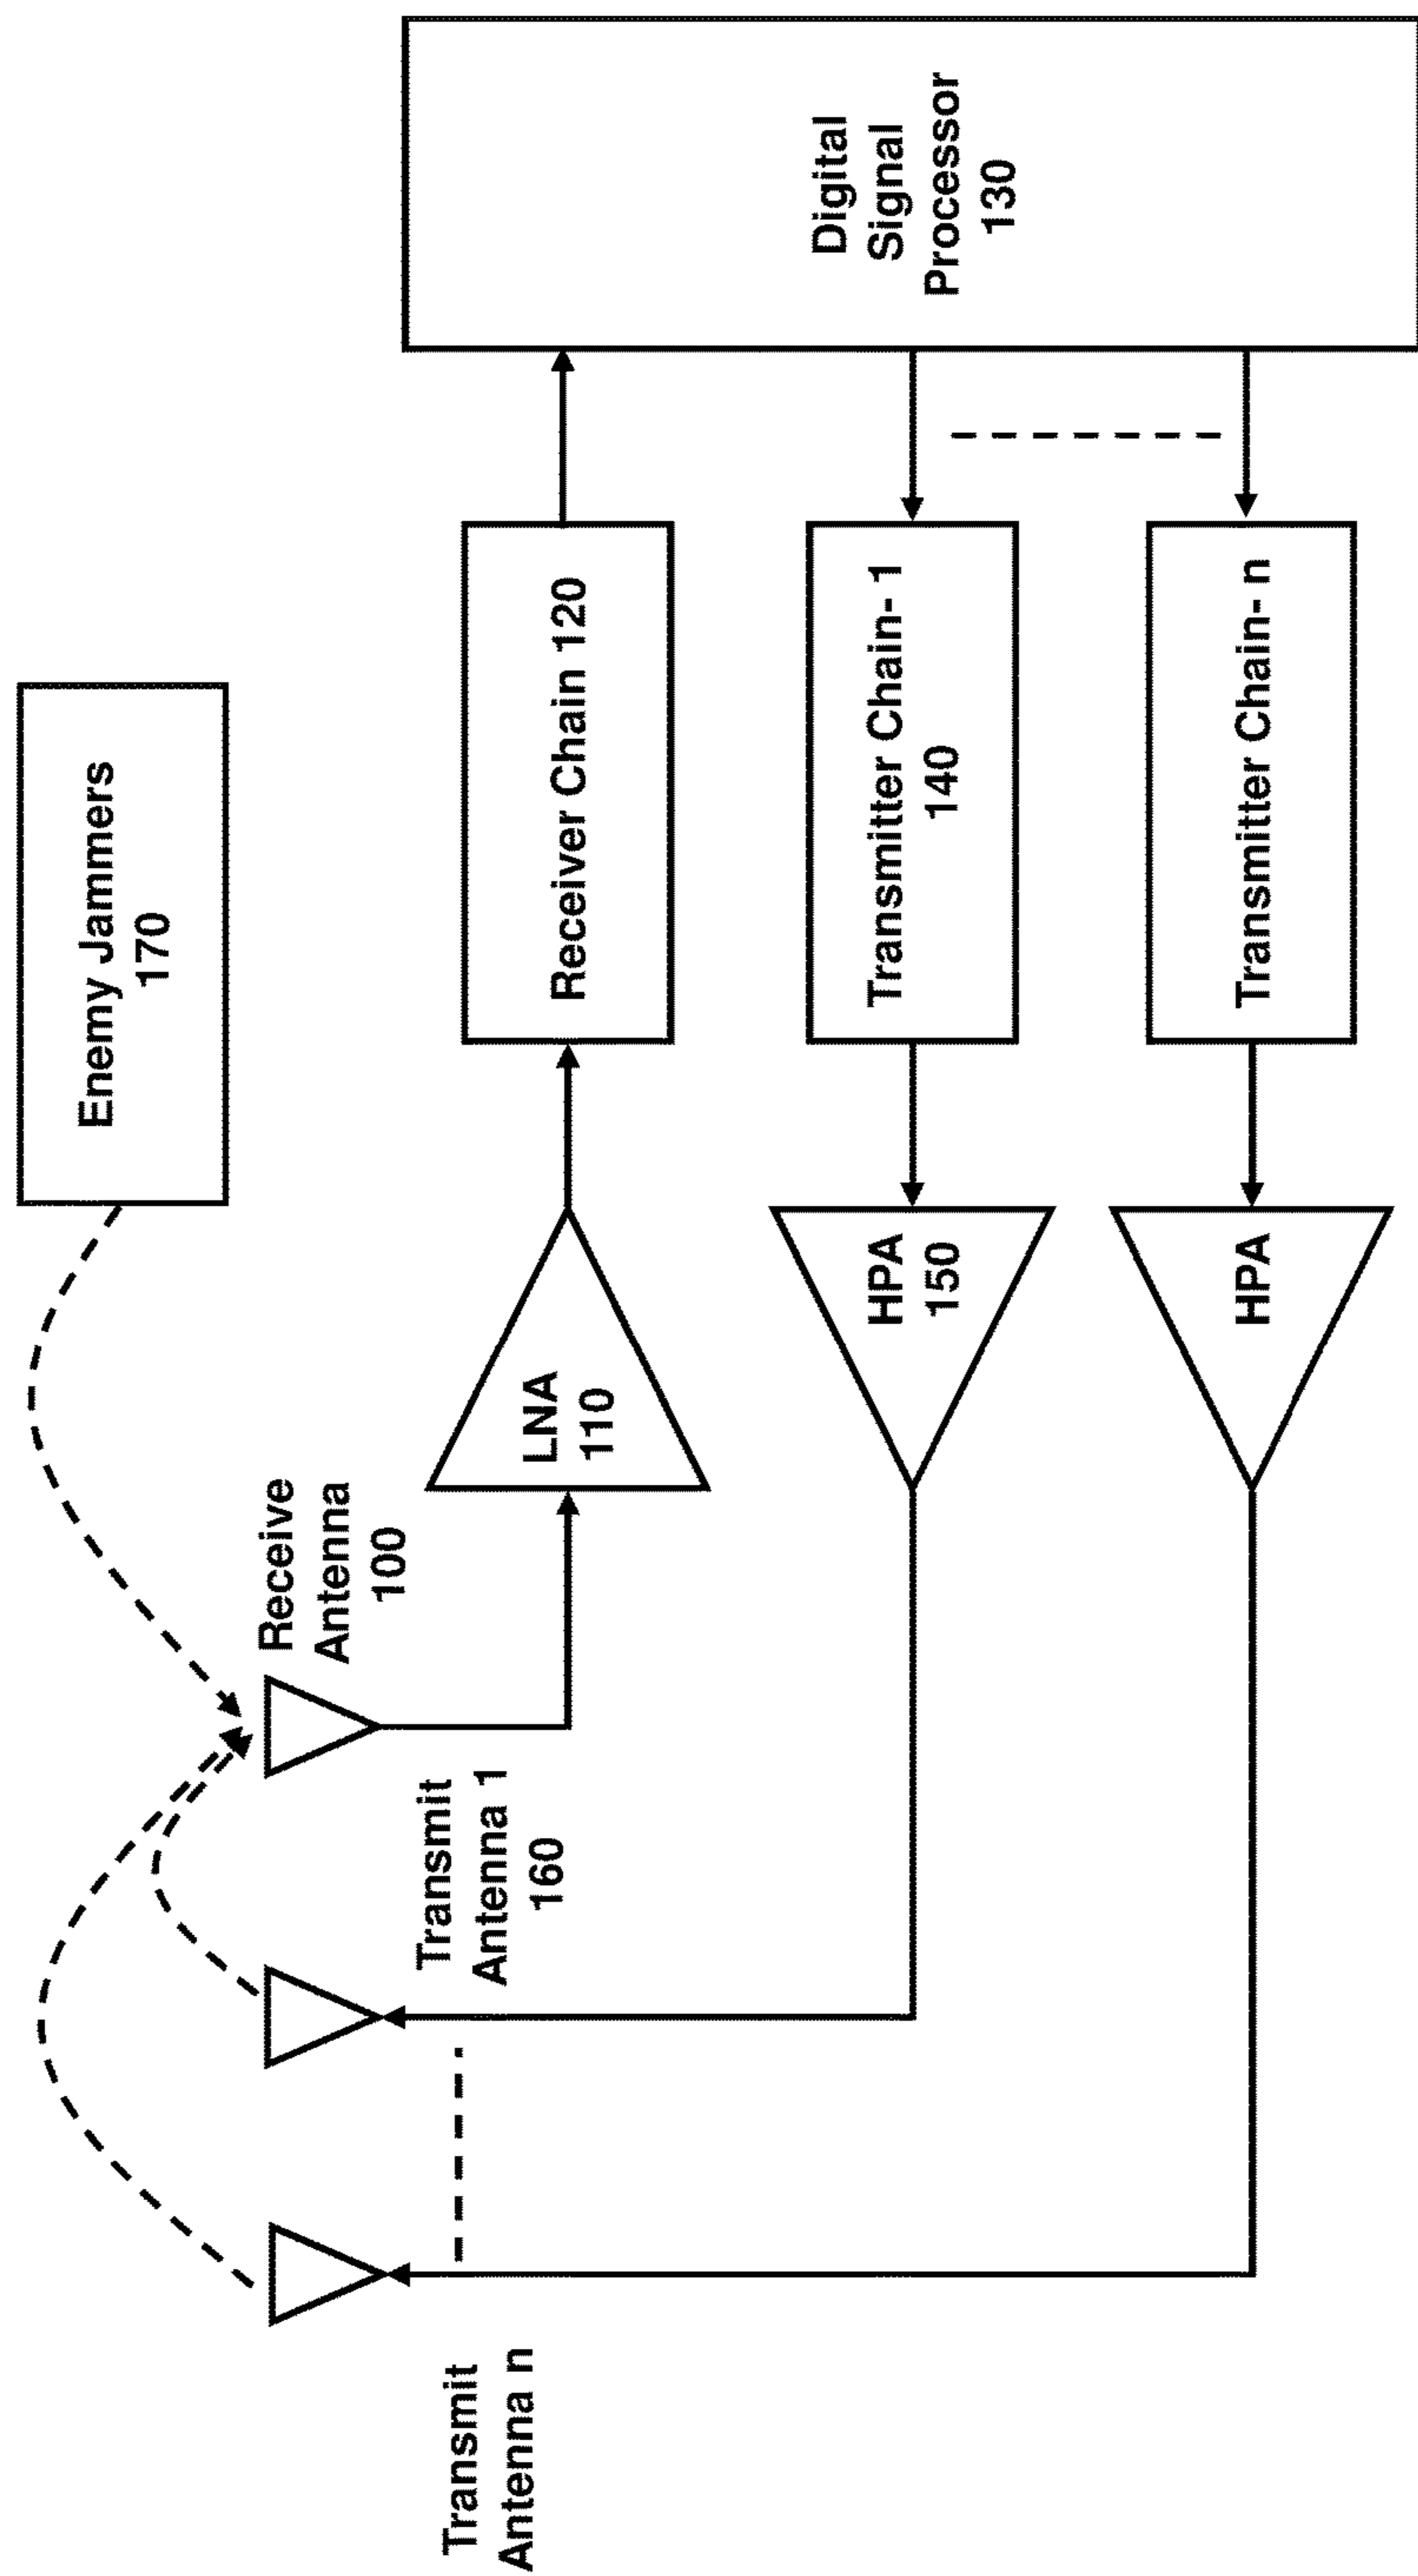 Enemy Jammers
170
Receive
Antenna
100
Transmit
Antenna n
Transmit
Antenna 1
160
LNA
110
Receiver Chain 120
Digital
Signal
Processor
130
HPA
150
Transmitter Chain- 1
140
HPA
Transmitter Chain- n